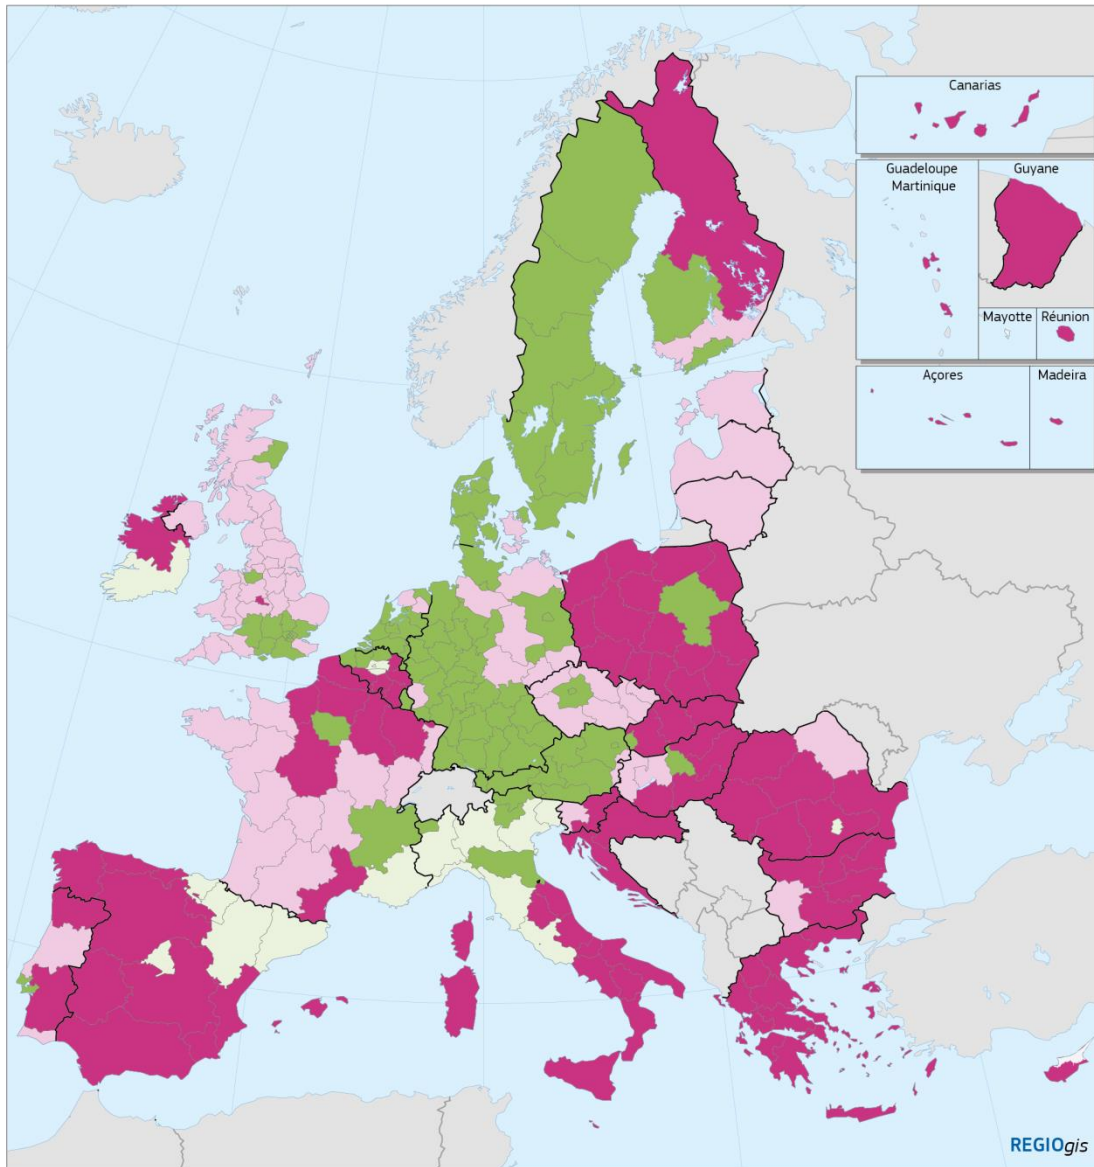 Canarias
Guadeloupe
Martinique
Guyane
Mayotte
Réunion
Açores
Madeira
REGIOgis